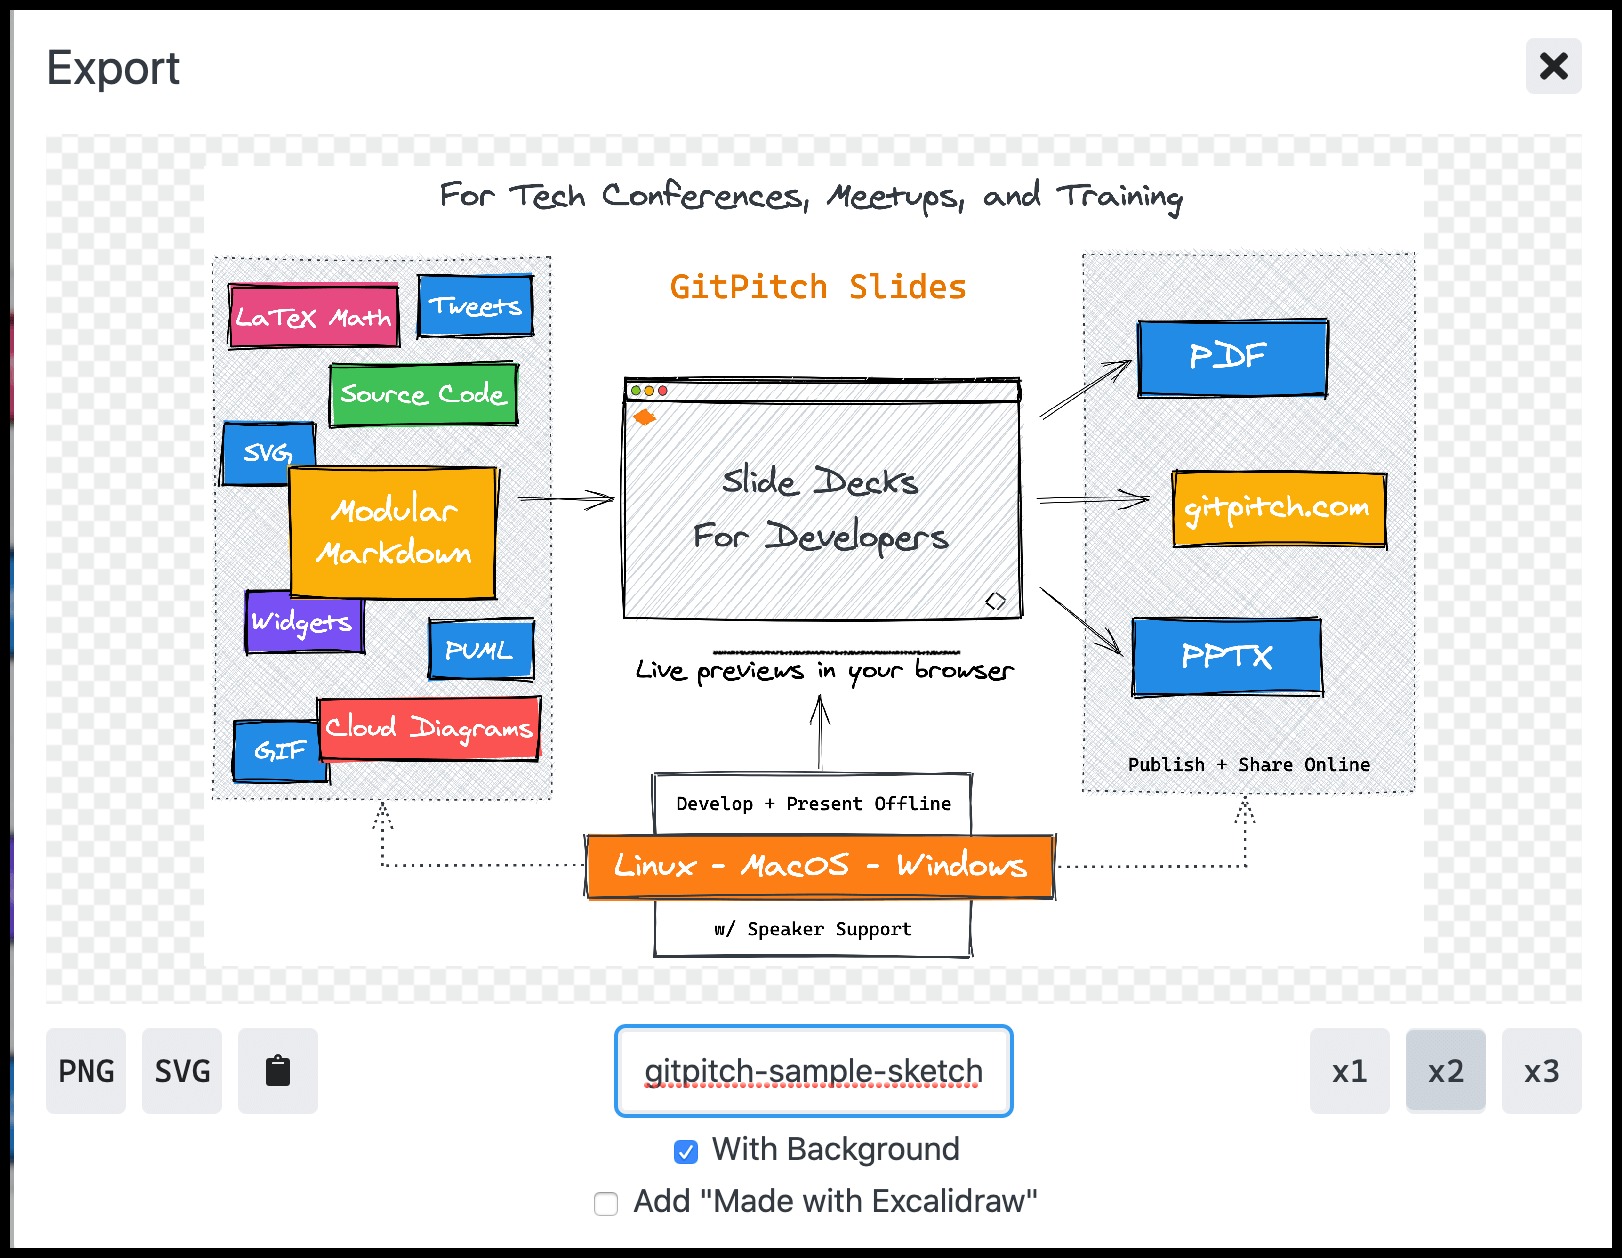 Export
For Tech Conferences, Meetups, and Training
GitPitch Slides
LaTeX Math
Tweets
Source Code
SVG
Modular
Markdown
Widgets
PUML
Cloud Diagrams
GIF
Slide Decks
For Developers
Live previews in your browser
PDF
gitpitch.com
PPTX
Publish + Share Online
Develop + Present Offline
Linux - MacOS - Windows
w/ Speaker Support
PNG
SVG
gitpitch-sample-sketch
x1
x2
x3
With Background
Add "Made with Excalidraw"